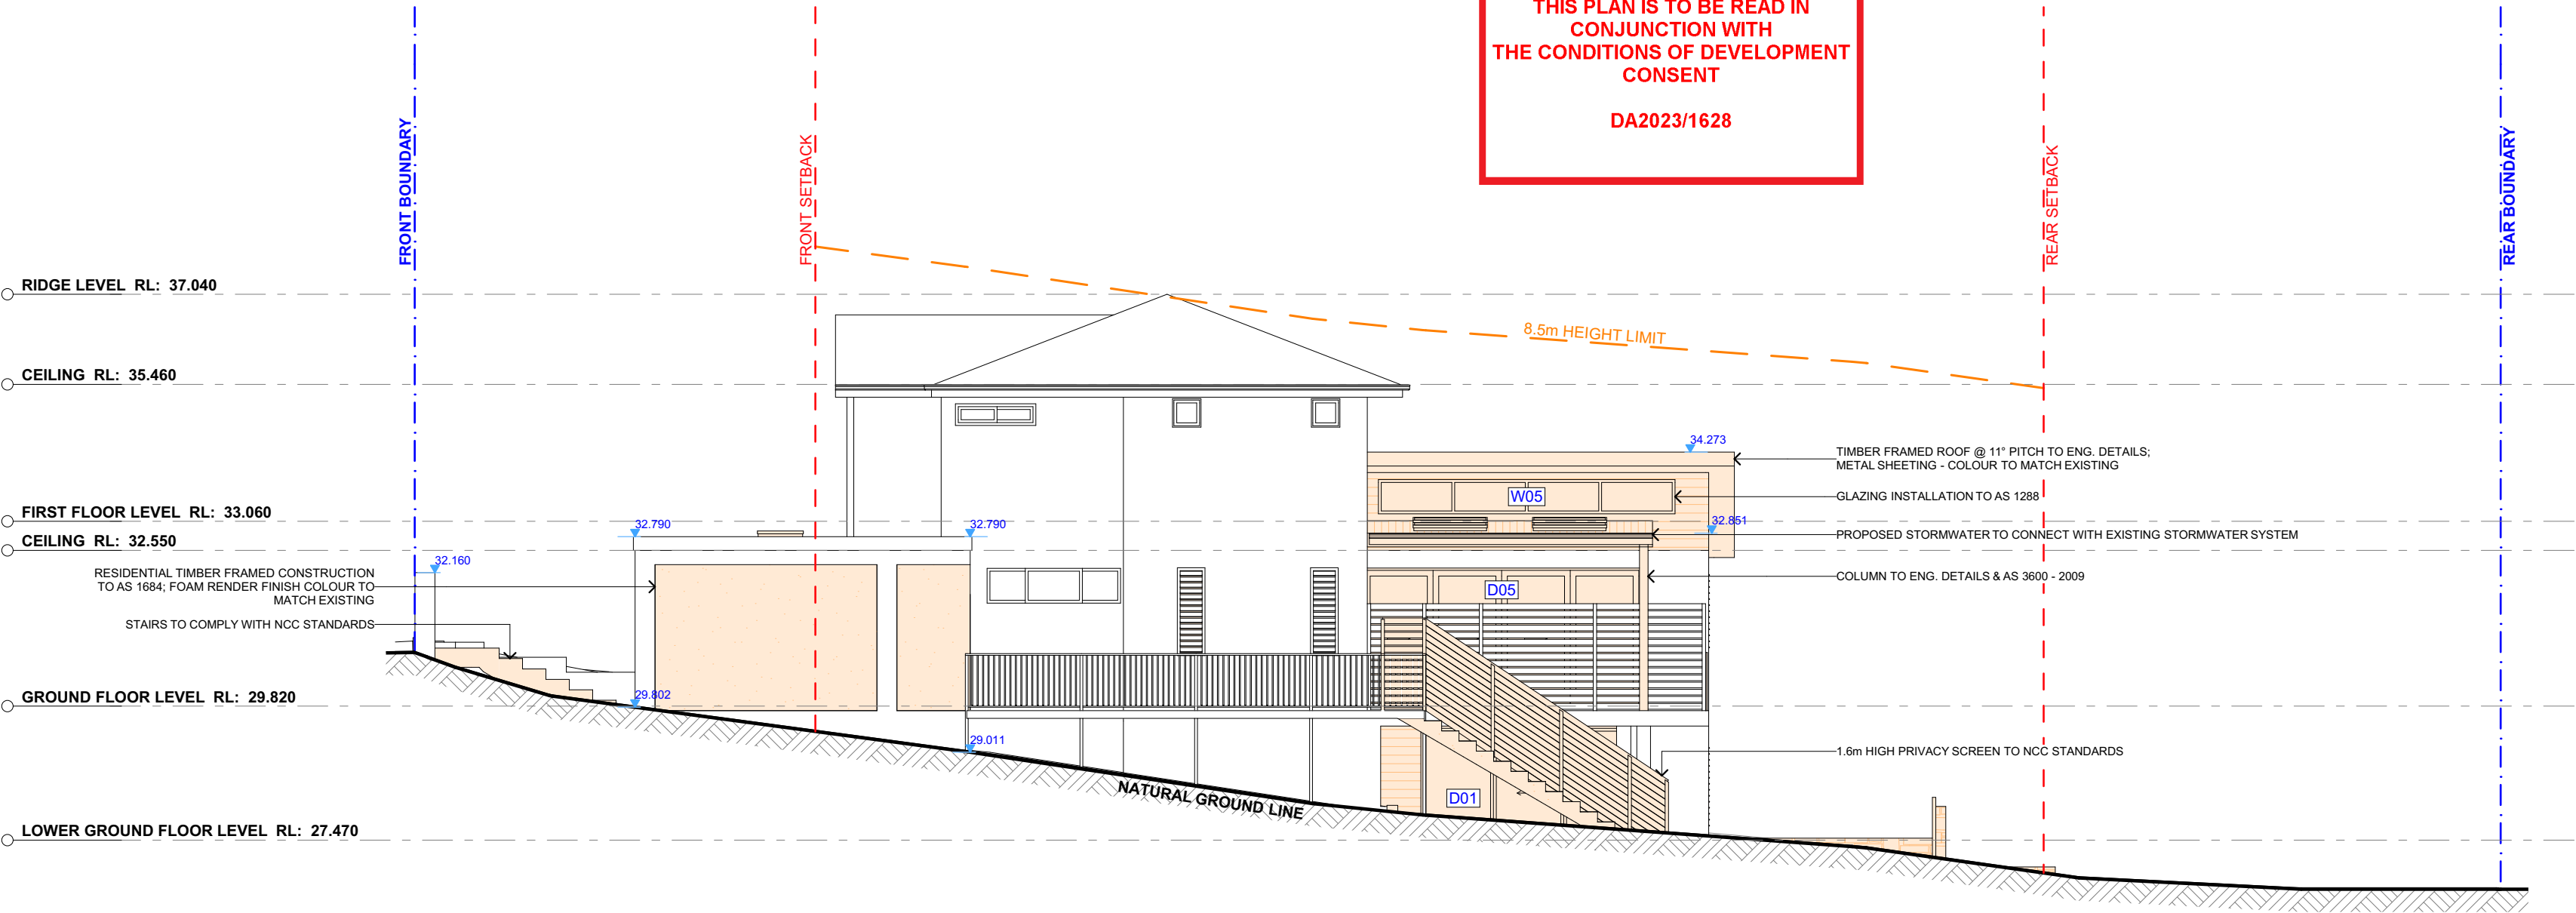 THIS PLAN IS TO BE READ IN
CONJUNCTION WITH
THE CONDITIONS OF DEVELOPMENT
CONSENT
DA2023/1628
FRONT BOUNDARY
FRONT SETBACK
REAR SETBACK
REAR BOUNDARY
RIDGE LEVEL RL: 37.040
8.5m HEIGHT LIMIT
CEILING RL: 35.460
34.273
TIMBER FRAMED ROOF @ 11° PITCH TO ENG. DETAILS;
METAL SHEETING - COLOUR TO MATCH EXISTING
W05
GLAZING INSTALLATION TO AS 1288
FIRST FLOOR LEVEL RL: 33.060
32.790
32.790
32.851
PROPOSED STORMWATER TO CONNECT WITH EXISTING STORMWATER SYSTEM
CEILING RL: 32.550
32.160
RESIDENTIAL TIMBER FRAMED CONSTRUCTION
TO AS 1684; FOAM RENDER FINISH COLOUR TO
MATCH EXISTING
COLUMN TO ENG. DETAILS & AS 3600 - 2009
D05
STAIRS TO COMPLY WITH NCC STANDARDS
GROUND FLOOR LEVEL RL: 29.820
29.802
29.011
1.6m HIGH PRIVACY SCREEN TO NCC STANDARDS
NATURAL GROUND LINE
D01
LOWER GROUND FLOOR LEVEL RL: 27.470